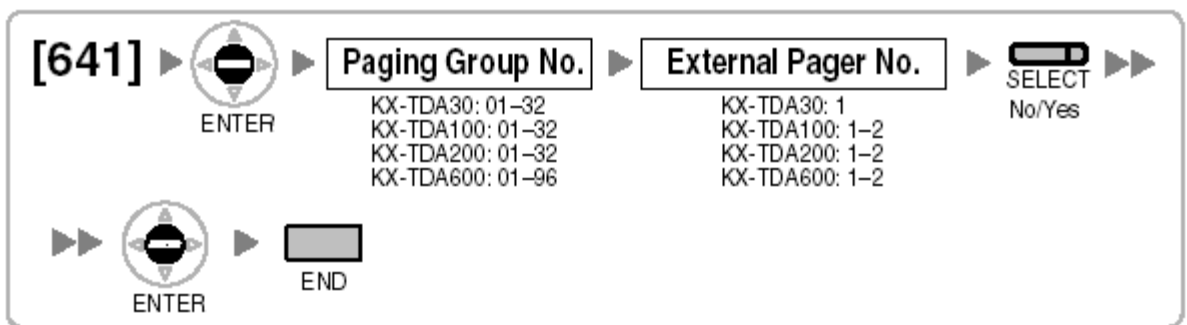 [641] ENTER Paging Group No. External Pager No. SELECT
KX-TDA30: 01–32 KX-TDA30: 1 No/Yes
KX-TDA100: 01–32 KX-TDA100: 1–2
KX-TDA200: 01–32 KX-TDA200: 1–2
KX-TDA600: 01–96 KX-TDA600: 1–2
ENTER END